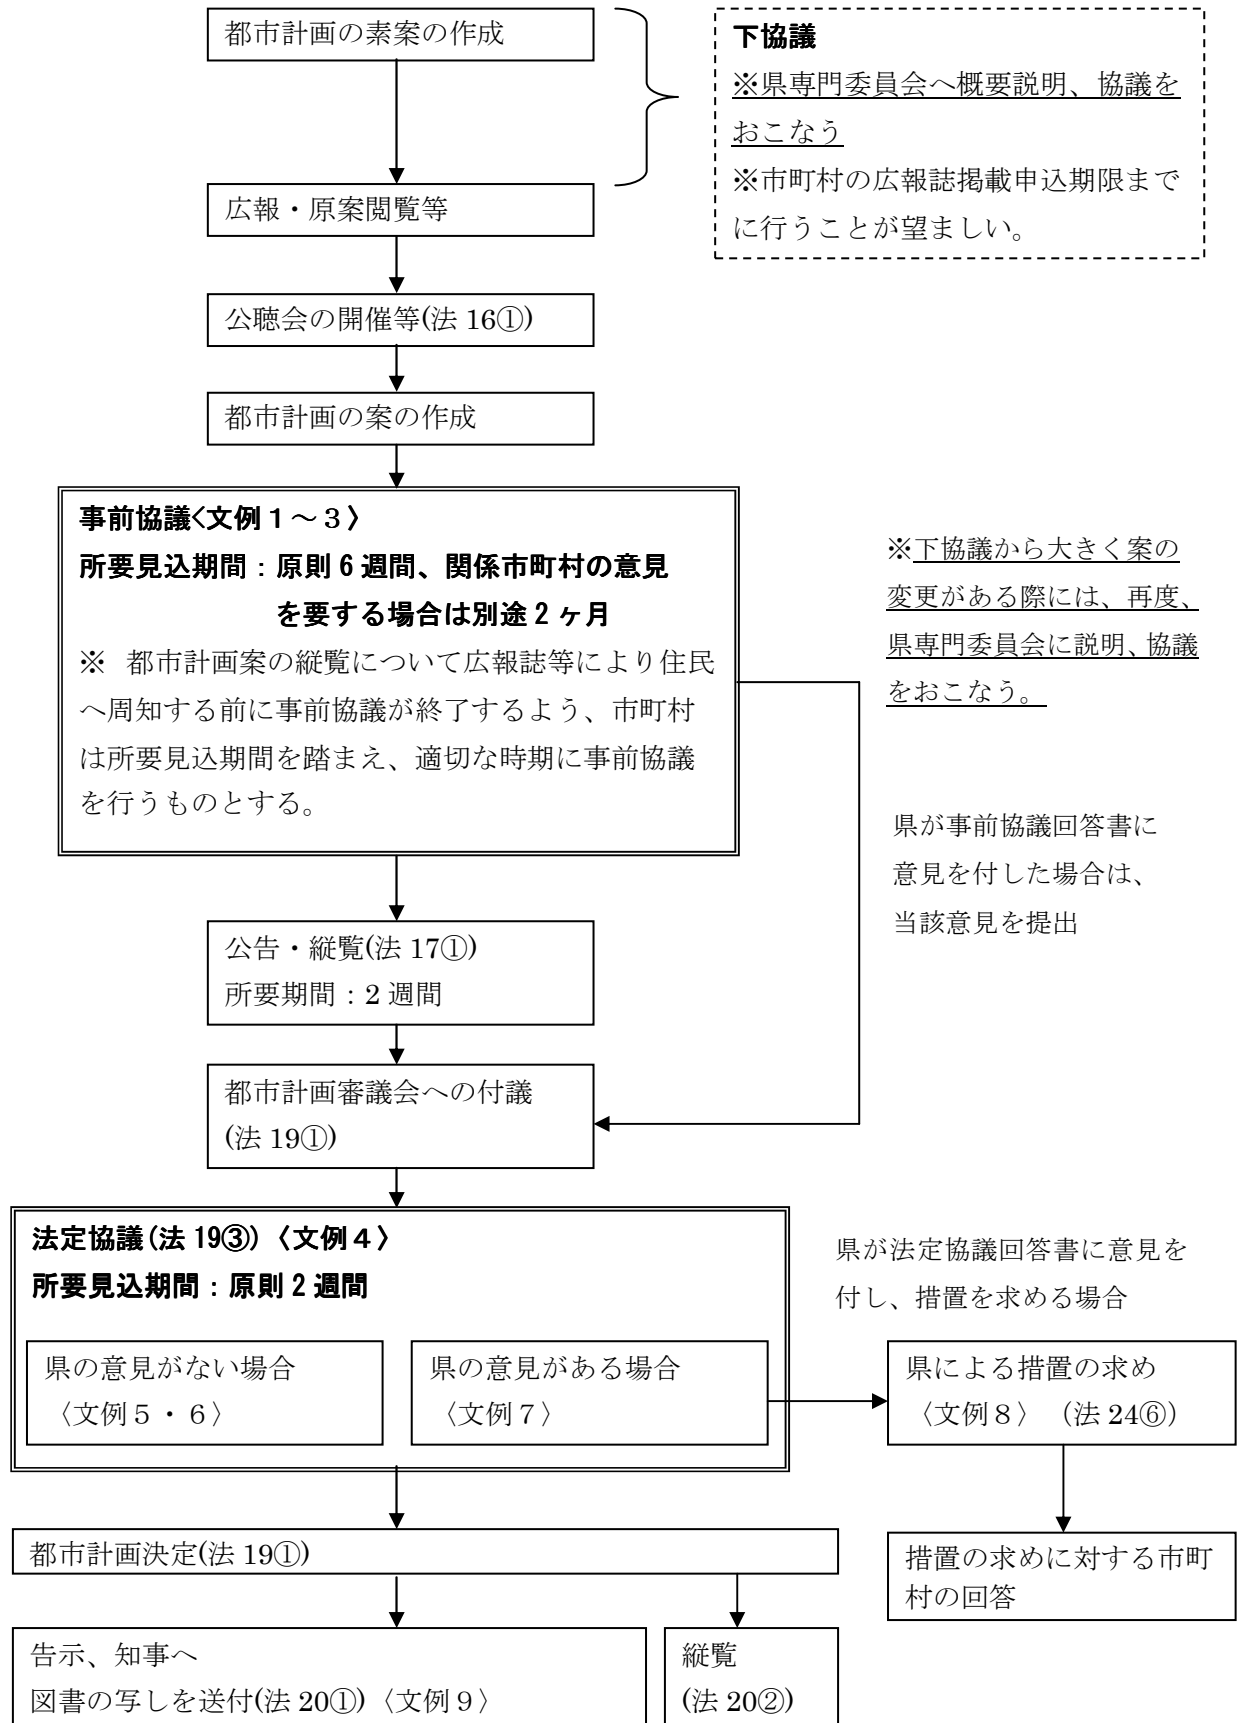 都市計画の素案の作成
下協議
※県専門委員会へ概要説明、協議を
おこなう
※市町村の広報誌掲載申込期限まで
に行うことが望ましい。
広報・原案閲覧等
公聴会の開催等(法 16①)
都市計画の案の作成
事前協議〈文例１～３〉
所要見込期間：原則 6 週間、関係市町村の意見
を要する場合は別途 2 ヶ月
※ 都市計画案の縦覧について広報誌等により住民
へ周知する前に事前協議が終了するよう、市町村
は所要見込期間を踏まえ、適切な時期に事前協議
を行うものとする。
※下協議から大きく案の
変更がある際には、再度、
県専門委員会に説明、協議
をおこなう。
県が事前協議回答書に
意見を付した場合は、
当該意見を提出
公告・縦覧(法 17①)
所要期間：2 週間
都市計画審議会への付議
(法 19①)
法定協議(法 19③)〈文例４〉
所要見込期間：原則 2 週間
県が法定協議回答書に意見を
付し、措置を求める場合
県の意見がない場合
〈文例５・６〉
県の意見がある場合
〈文例７〉
県による措置の求め
〈文例８〉（法 24⑥）
都市計画決定(法 19①)
措置の求めに対する市町
村の回答
告示、知事へ
図書の写しを送付(法 20①)〈文例９〉
縦覧
(法 20②)